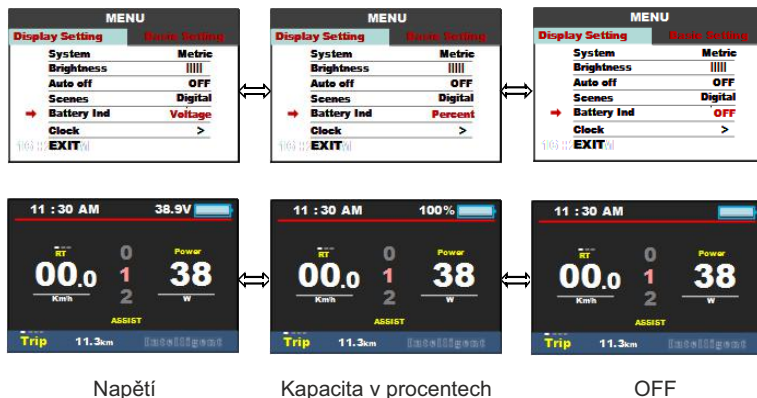 MENU
Display Setting Basic Setting
System Metric
Brightness
Auto off OFF
Scenes Digital
Battery Ind Voltage
Clock >
EXIT
MENU
Display Setting Basic Setting
System Metric
Brightness
Auto off OFF
Scenes Digital
Battery Ind Percent
Clock >
EXIT
MENU
Display Setting Basic Setting
System Metric
Brightness
Auto off OFF
Scenes Digital
Battery Ind OFF
Clock >
EXIT
11 : 30 AM 38.9V
RT 0 Power
00.0 1 38
Km/h 2 W
ASSIST
Trip 11.3km Intelligent
11 : 30 AM 100%
RT 0 Power
00.0 1 38
Km/h 2 W
ASSIST
Trip 11.3km Intelligent
11 : 30 AM
RT 0 Power
00.0 1 38
Km/h 2 W
ASSIST
Trip 11.3km Intelligent
Napětí Kapacita v procentech OFF